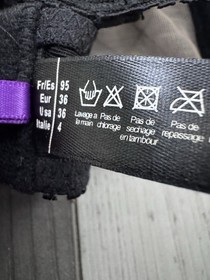 Fr/Es 95
Eur 36
Usa 36
Italie 4
Lavage a Pas de Pas de Pas de
la main chlorage sechage repassage
en tambour